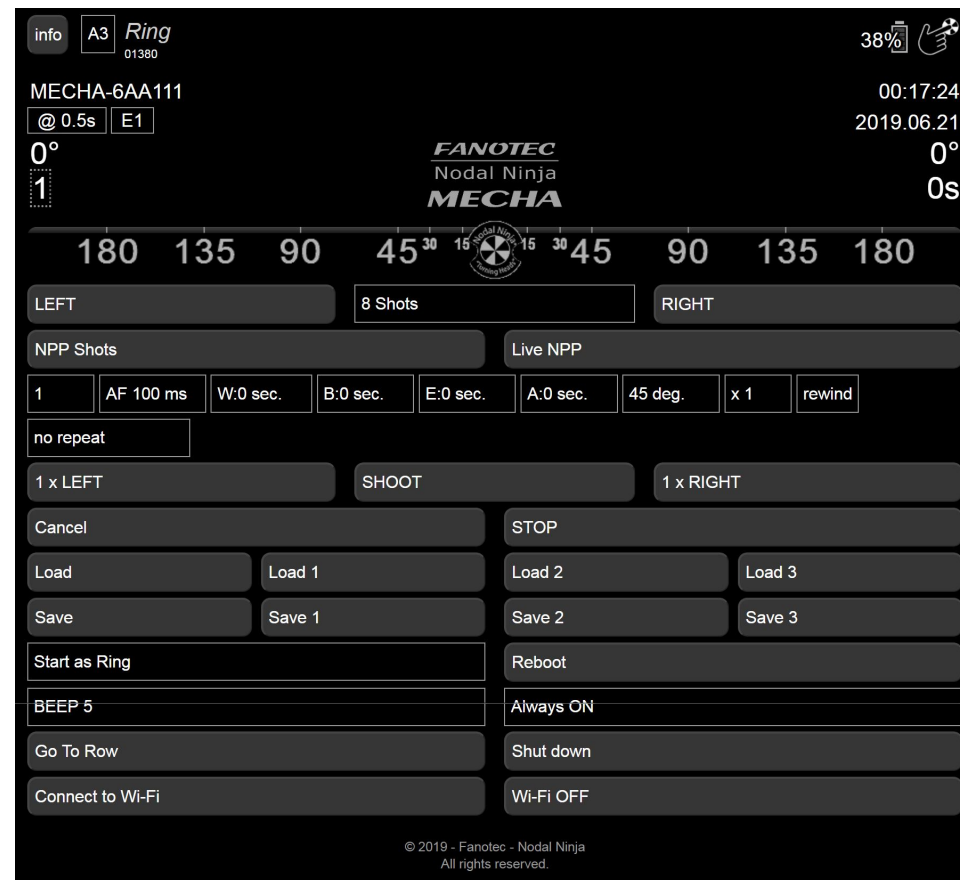 info A3 Ring 38%
01380
MECHA-6AA111 00:17:24
@ 0.5s E1 2019.06.21
0° FANOTEC 0°
Nodal Ninja
1 MECHA 0s
Nodal Ninja
180 135 90 45 30 15 15 30 45 90 135 180
Turning Heads
LEFT 8 Shots RIGHT
NPP Shots Live NPP
1 AF 100 ms W:0 sec. B:0 sec. E:0 sec. A:0 sec. 45 deg. x 1 rewind
no repeat
1 x LEFT SHOOT 1 x RIGHT
Cancel STOP
Load Load 1 Load 2 Load 3
Save Save 1 Save 2 Save 3
Start as Ring Reboot
BEEP 5 Always ON
Go To Row Shut down
Connect to Wi-Fi Wi-Fi OFF
© 2019 - Fanotec - Nodal Ninja
All rights reserved.